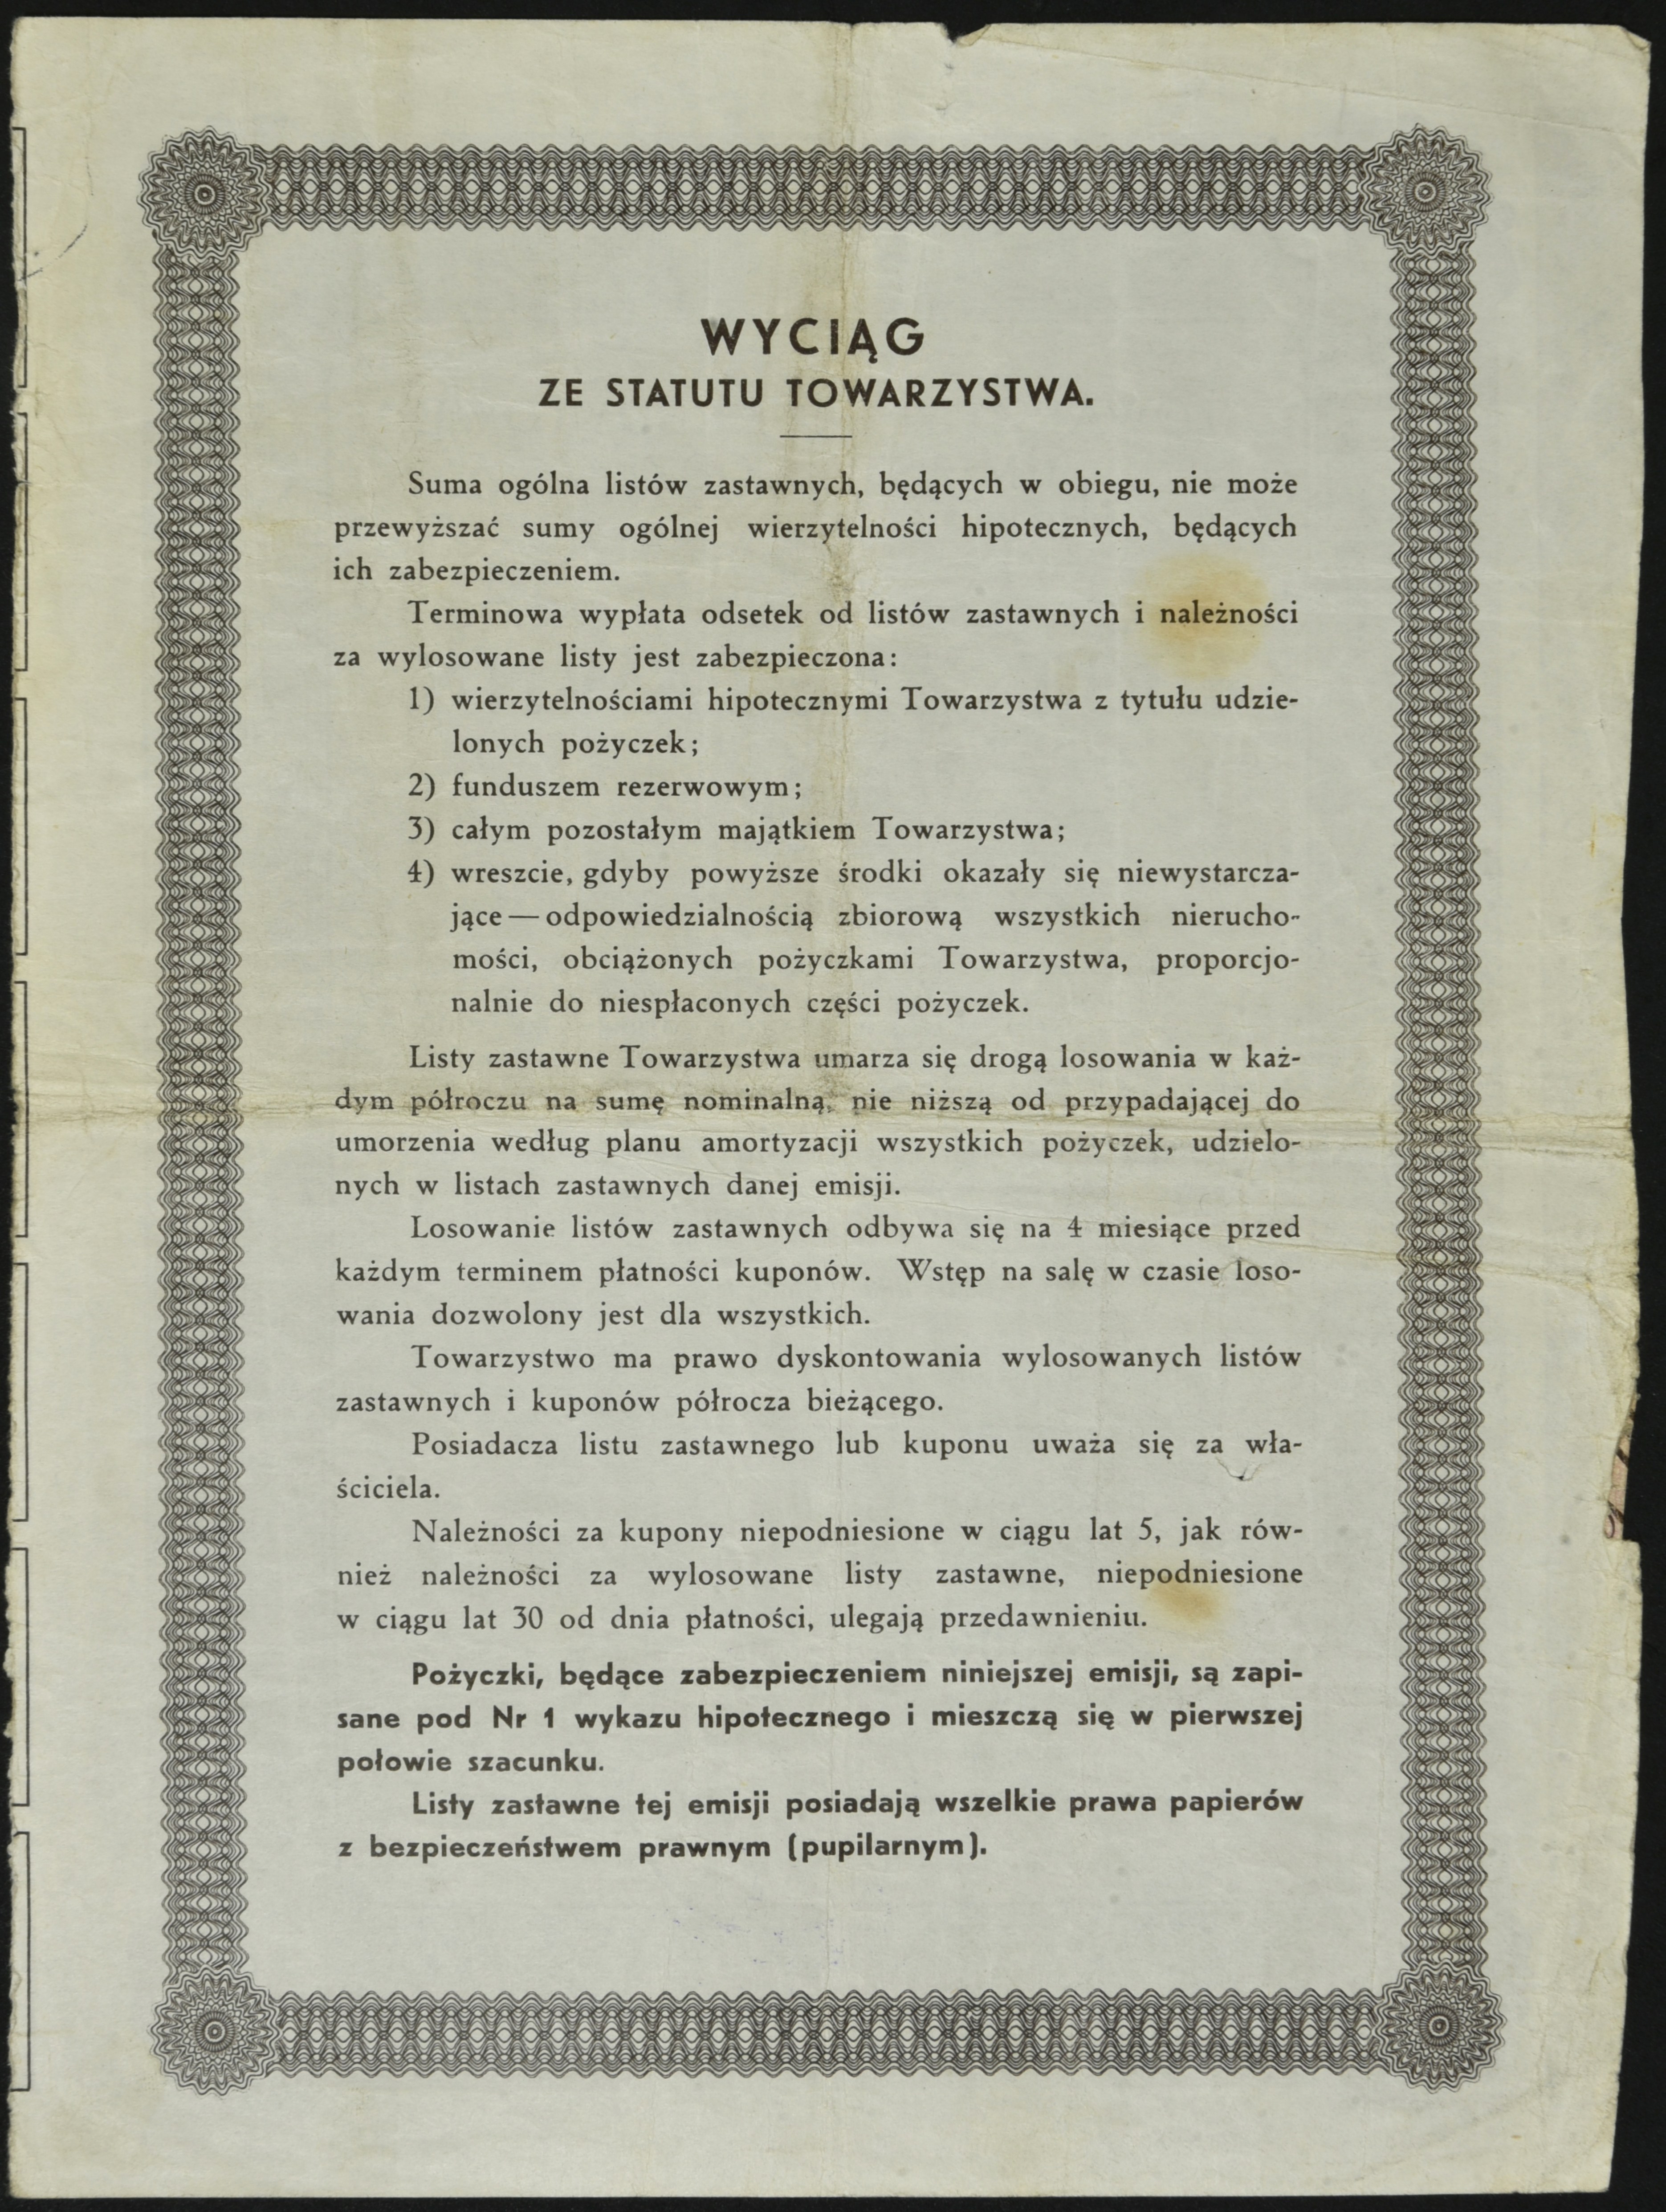 WYCIĄG
ZE STATUTU TOWARZYSTWA.
Suma ogólna listów zastawnych, będących w obiegu, nie może
przewyższać sumy ogólnej wierzytelności hipotecznych, będących
ich zabezpieczeniem.
Terminowa wypłata odsetek od listów zastawnych i należności
za wylosowane listy jest zabezpieczona:
1) wierzytelnościami hipotecznymi Towarzystwa z tytułu udzie-
lonych pożyczek;
2) funduszem rezerwowym;
3) całym pozostałym majątkiem Towarzystwa;
4) wreszcie, gdyby powyższe środki okazały się niewystarcza-
jące — odpowiedzialnością zbiorową wszystkich nierucho-
mości, obciążonych pożyczkami Towarzystwa, proporcjo-
nalnie do niespłaconych części pożyczek.
Listy zastawne Towarzystwa umarza się drogą losowania w każ-
dym półroczu na sumę nominalną, nie niższą od przypadającej do
umorzenia według planu amortyzacji wszystkich pożyczek, udzielo-
nych w listach zastawnych danej emisji.
Losowanie listów zastawnych odbywa się na 4 miesiące przed
każdym terminem płatności kuponów. Wstęp na salę w czasie loso-
wania dozwolony jest dla wszystkich.
Towarzystwo ma prawo dyskontowania wylosowanych listów
zastawnych i kuponów półrocza bieżącego.
Posiadacza listu zastawnego lub kuponu uważa się za wła-
ściciela.
Należności za kupony niepodniesione w ciągu lat 5, jak rów-
nież należności za wylosowane listy zastawne, niepodniesione
w ciągu lat 30 od dnia płatności, ulegają przedawnieniu.
Pożyczki, będące zabezpieczeniem niniejszej emisji, są zapi-
sane pod Nr 1 wykazu hipotecznego i mieszczą się w pierwszej
połowie szacunku.
Listy zastawne tej emisji posiadają wszelkie prawa papierów
z bezpieczeństwem prawnym (pupilarnym).